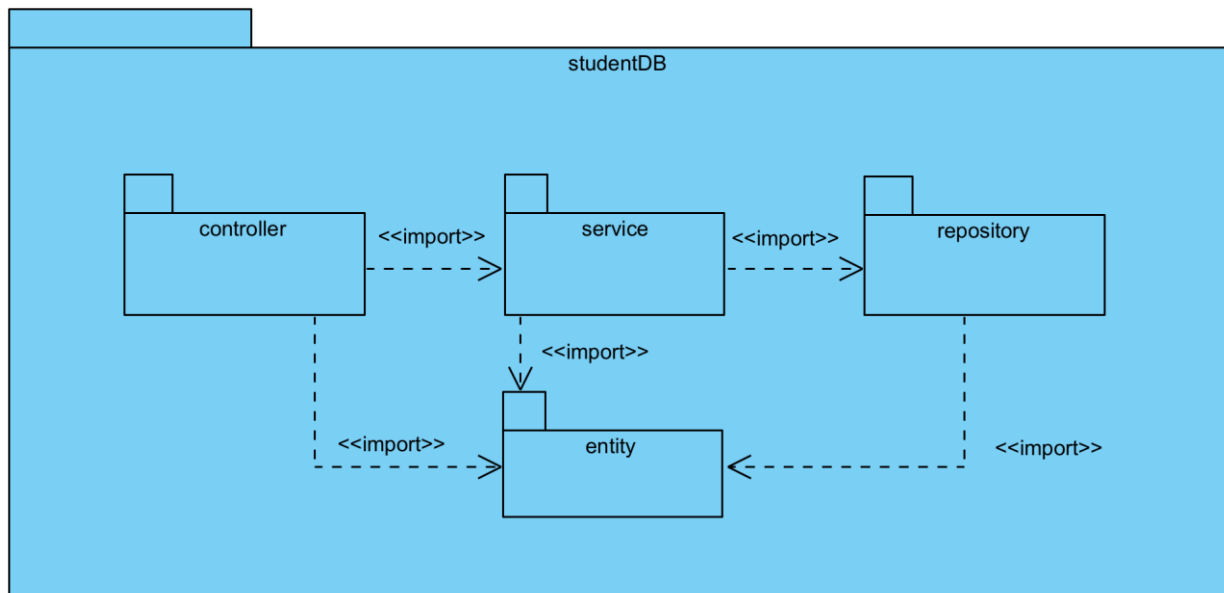 studentDB
controller
<<import>>
service
<<import>>
repository
<<import>>
<<import>>
entity
<<import>>